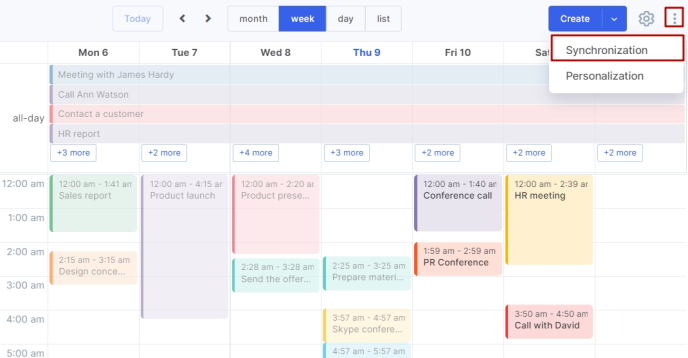 Today
month
week
day
list
Create
Synchronization
Personalization
Mon 6
Tue 7
Wed 8
Thu 9
Fri 10
all-day
Meeting with James Hardy
Call Ann Watson
Contact a customer
HR report
+3 more
+2 more
+4 more
+3 more
+2 more
+2 more
+2 more
12:00 am
1:00 am
2:00 am
3:00 am
4:00 am
5:00 am
12:00 am - 1:41 am
Sales report
2:15 am - 3:15 am
Design conce...
12:00 am - 4:15 ar
Product launch
12:00 am - 2:20 ar
Product prese...
2:28 am - 3:28 am
Send the offer...
2:25 am - 3:25 am
Prepare materi...
3:57 am - 4:57 am
Skype confere...
4:57 am - 5:57 am
12:00 am - 1:40 ar
Conference call
1:59 am - 2:59 am
PR Conference
12:00 am - 2:39 ar
HR meeting
3:50 am - 4:50 am
Call with David